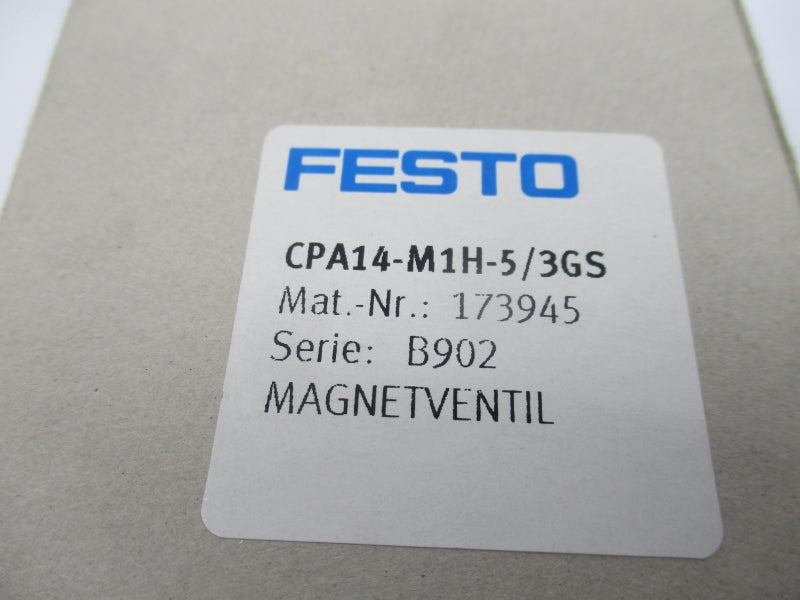 FESTO
CPA14-M1H-5/3GS
Mat.-Nr.: 173945
Serie: B902
MAGNETVENTIL